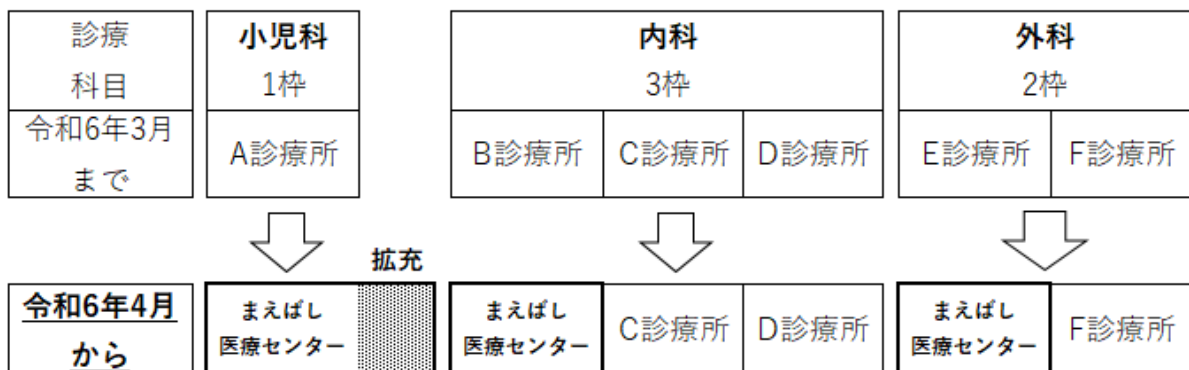 診療
科目
小児科
1枠
内科
3枠
外科
2枠
令和6年3月
まで
A診療所
B診療所
C診療所
D診療所
E診療所
F診療所
拡充
令和6年4月
から
まえばし
医療センター
まえばし
医療センター
C診療所
D診療所
まえばし
医療センター
F診療所